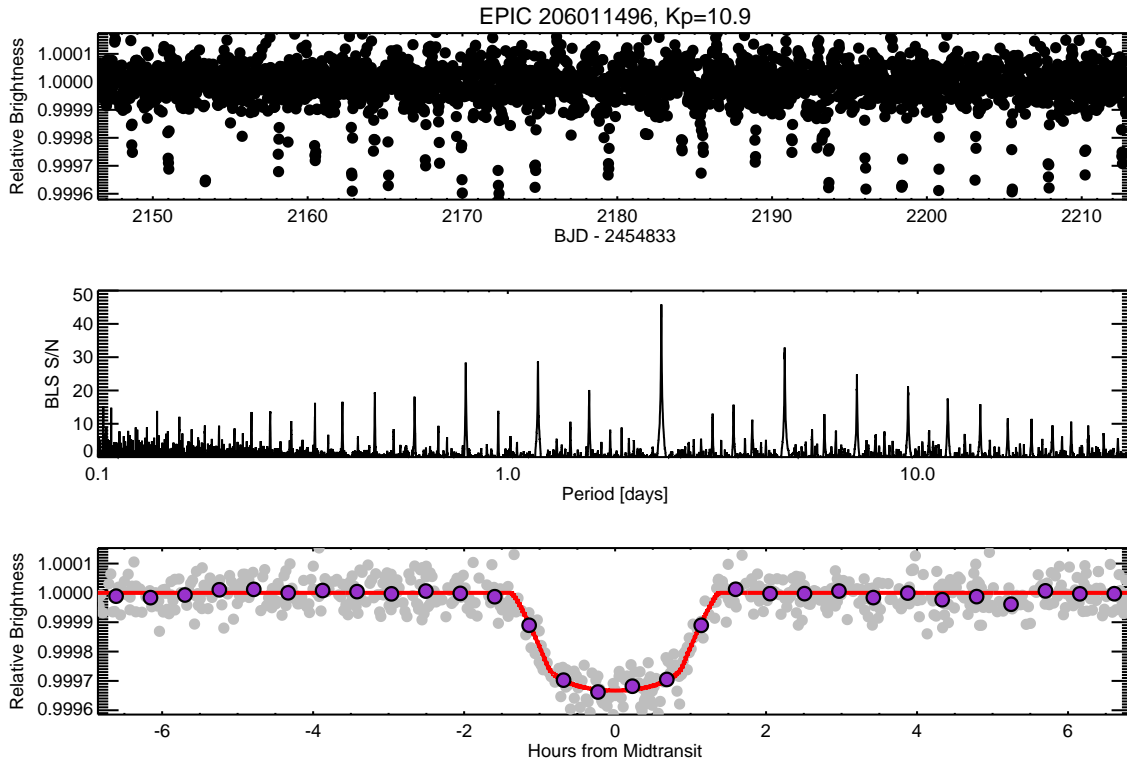 EPIC 206011496, Kp=10.9
Relative Brightness
1.0001
1.0000
0.9999
0.9998
0.9997
0.9996
2150 2160 2170 2180 2190 2200 2210
BJD - 2454833
BLS S/N
50
40
30
20
10
0
0.1 1.0 10.0
Period [days]
Relative Brightness
1.0001
1.0000
0.9999
0.9998
0.9997
0.9996
-6 -4 -2 0 2 4 6
Hours from Midtransit